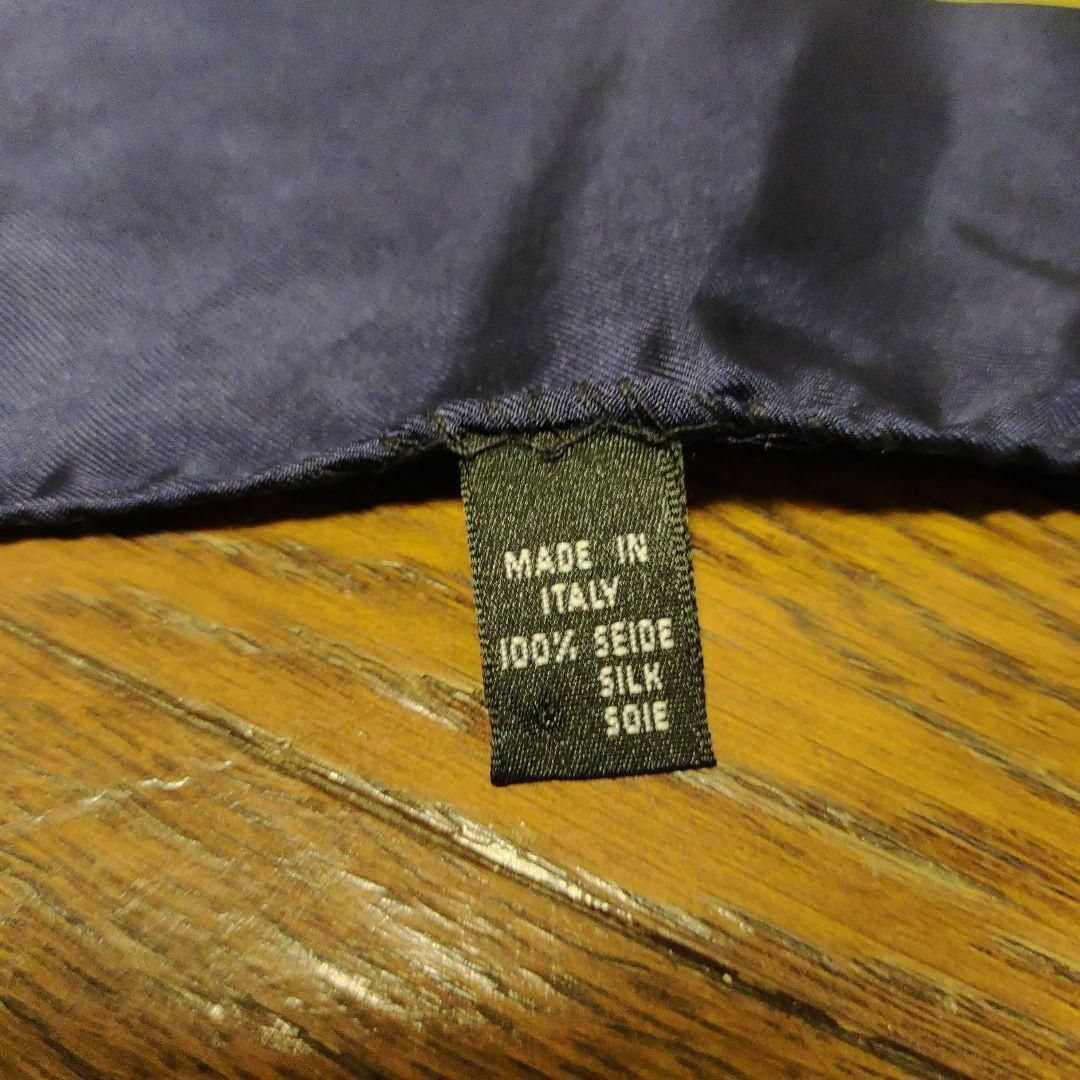 MADE IN
ITALY
100% SEIDE
SILK
SOIE